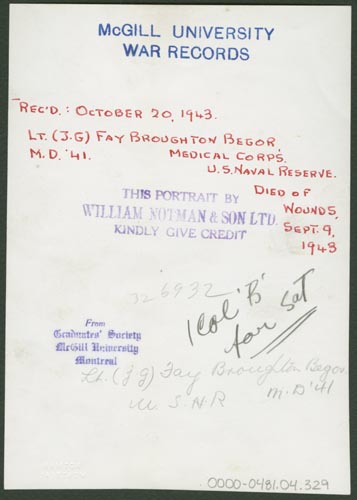 McGILL UNIVERSITY
WAR RECORDS
REC'D.: OCTOBER 20, 1943.
LT. (J.G) FAY BROUGHTON BEGOR,
M.D. '41. MEDICAL CORPS.
U.S. NAVAL RESERVE.
DIED OF
WOUNDS,
SEPT. 9,
1943
THIS PORTRAIT BY
WILLIAM NOTMAN & SON LTD.
KINDLY GIVE CREDIT
326932
1 Col 'B'
for Sat
From
Graduates' Society
McGill University
Montreal
Lt. (J g) Fay Broughton Begor.
U.S.N.R M.D '41
0000-0481.04.329